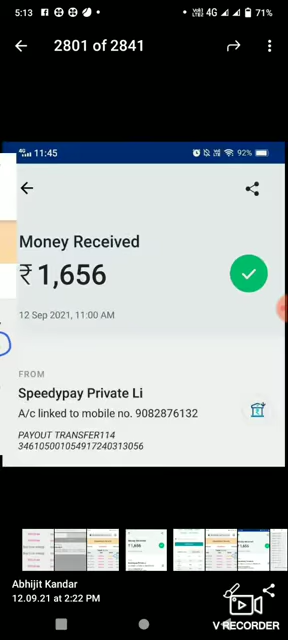 5:13 4G 71%
2801 of 2841
4G 11:45 92%
Money Received
₹ 1,656
12 Sep 2021, 11:00 AM
FROM
Speedypay Private Li
A/c linked to mobile no. 9082876132
PAYOUT TRANSFER114
346105001054917240313056
Abhijit Kandar
12.09.21 at 2:22 PM
V RECORDER